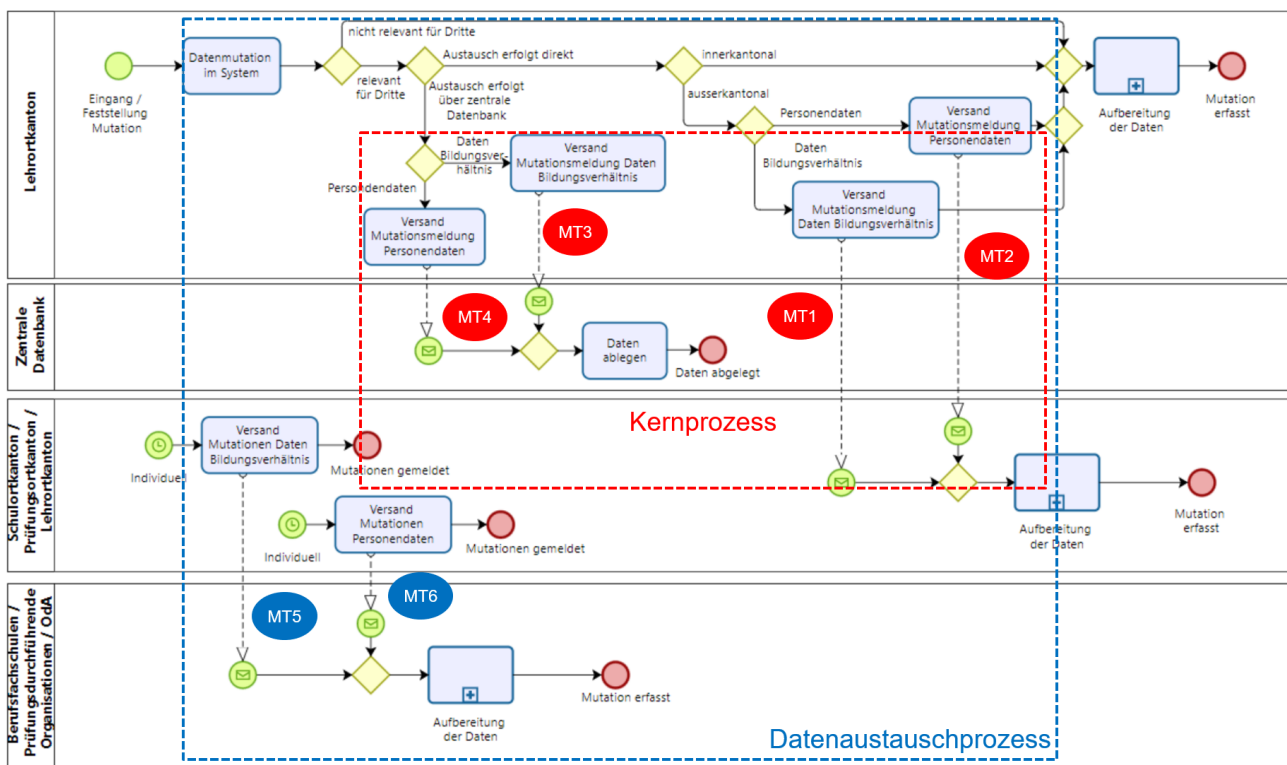 Lehrortkanton
nicht relevant für Dritte
Datenmutation
im System
Eingang /
Feststellung
Mutation
relevant
für Dritte
Austausch erfolgt direkt
Austausch erfolgt
über zentrale
Datenbank
innerkantonal
ausserkantonal
Personendaten
Versand
Mutationsmeldung
Personendaten
Aufbereitung
der Daten
Mutation
erfasst
Daten
Bildungsver-
hältnis
Versand
Mutationsmeldung Daten
Bildungsverhältnis
Daten
Bildungsverhältnis
Persondendaten
Versand
Mutationsmeldung
Personendaten
Versand
Mutationsmeldung
Daten Bildungsverhältnis
MT3
MT2
Zentrale
Datenbank
MT4
MT1
Daten
ablegen
Daten abgelegt
Schulortkanton /
Prüfungsortkanton /
Lehrortkanton
Kernprozess
Individuell
Versand
Mutationen Daten
Bildungsverhältnis
Mutationen gemeldet
Individuell
Versand
Mutationen
Personendaten
Mutationen gemeldet
Aufbereitung
der Daten
Mutation
erfasst
Berufsfachschulen /
Prüfungsdurchführende
Organisationen / OdA
MT5
MT6
Aufbereitung
der Daten
Mutation erfasst
Datenaustauschprozess